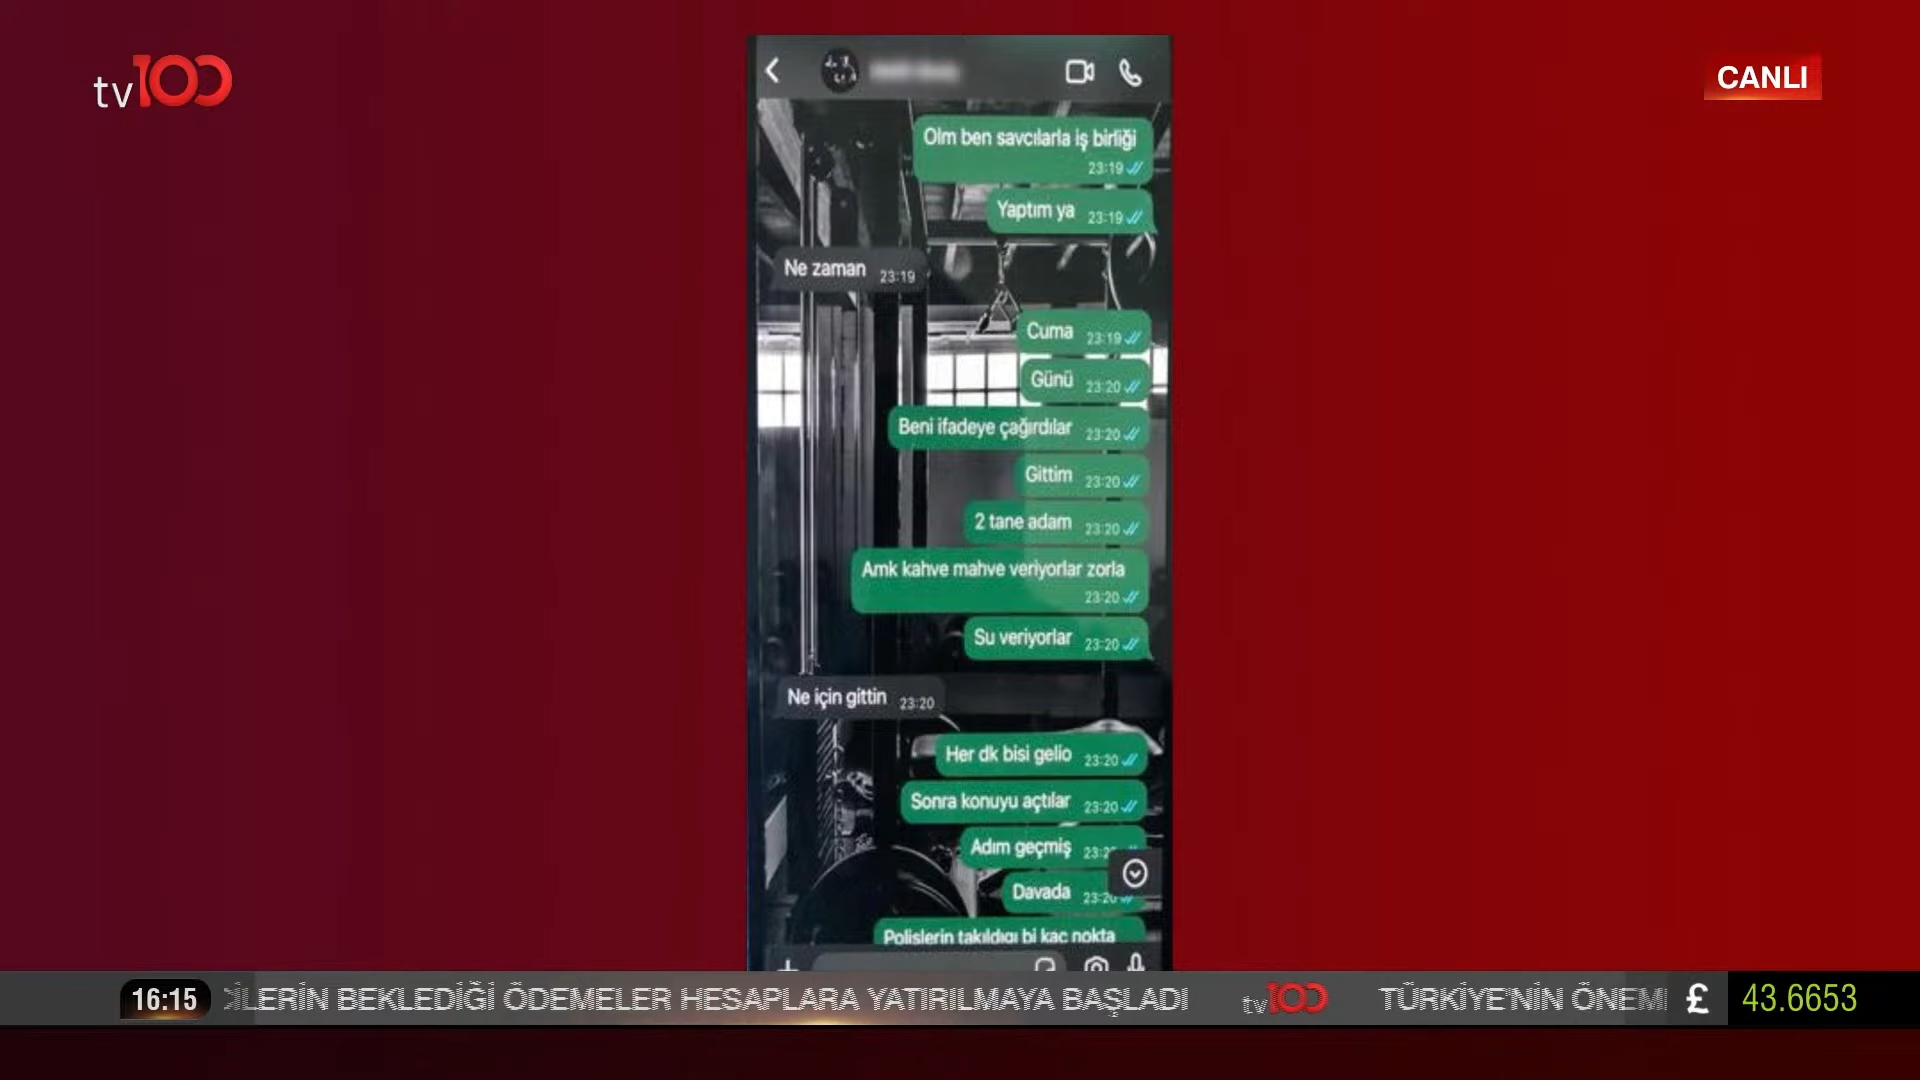 tv100
CANLI
Olm ben savcılarla iş birliği
23:19
Yaptım ya 23:19
Ne zaman 23:19
Cuma 23:19
Günü 23:20
Beni ifadeye çağırdılar 23:20
Gittim 23:20
2 tane adam 23:20
Amk kahve mahve veriyorlar zorla
23:20
Su veriyorlar 23:20
Ne için gittin 23:20
Her dk bisi gelio 23:20
Sonra konuyu açtılar 23:20
Adım geçmiş
Davada 23:20
Polislerin takıldıgı bi kaç nokta
16:15 BEKLEDİĞİ ÖDEMELER HESAPLARA YATIRILMAYA BAŞLADI tv100 TÜRKİYE'NİN £ 43.6653